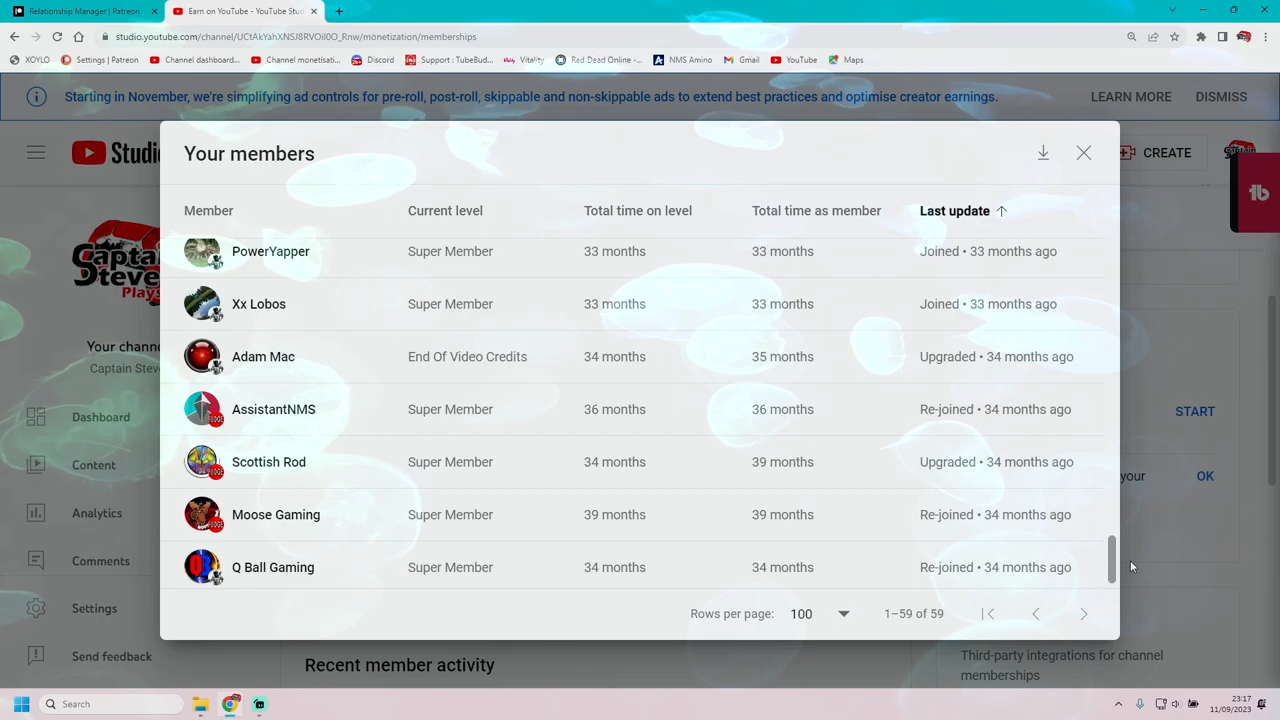 Relationship Manager | Patreon
Earn on YouTube - YouTube Stud
studio.youtube.com/channel/UCtAkYahXNSJ8RVOiI0O_Rnw/monetization/memberships
XOYLO Settings | Patreon Channel dashboard... Channel monetisati... Discord Support : TubeBud... Vitality Red Dead Online -... NMS Amino Gmail YouTube Maps
Starting in November, we're simplifying ad controls for pre-roll, post-roll, skippable and non-skippable ads to extend best practices and optimise creator earnings. LEARN MORE DISMISS
Studi
CREATE
Your members
Member Current level Total time on level Total time as member Last update
PowerYapper Super Member 33 months 33 months Joined • 33 months ago
Xx Lobos Super Member 33 months 33 months Joined • 33 months ago
Adam Mac End Of Video Credits 34 months 35 months Upgraded • 34 months ago
AssistantNMS Super Member 36 months 36 months Re-joined • 34 months ago
Scottish Rod Super Member 34 months 39 months Upgraded • 34 months ago
Moose Gaming Super Member 39 months 39 months Re-joined • 34 months ago
Q Ball Gaming Super Member 34 months 34 months Re-joined • 34 months ago
Rows per page: 100 1–59 of 59
Captain
Steve
Plays
Your chann
Captain Steve
Dashboard
Content
Analytics
Comments
Settings
Send feedback
START
your OK
Recent member activity
Third-party integrations for channel
memberships
Search
23:17
11/09/2023